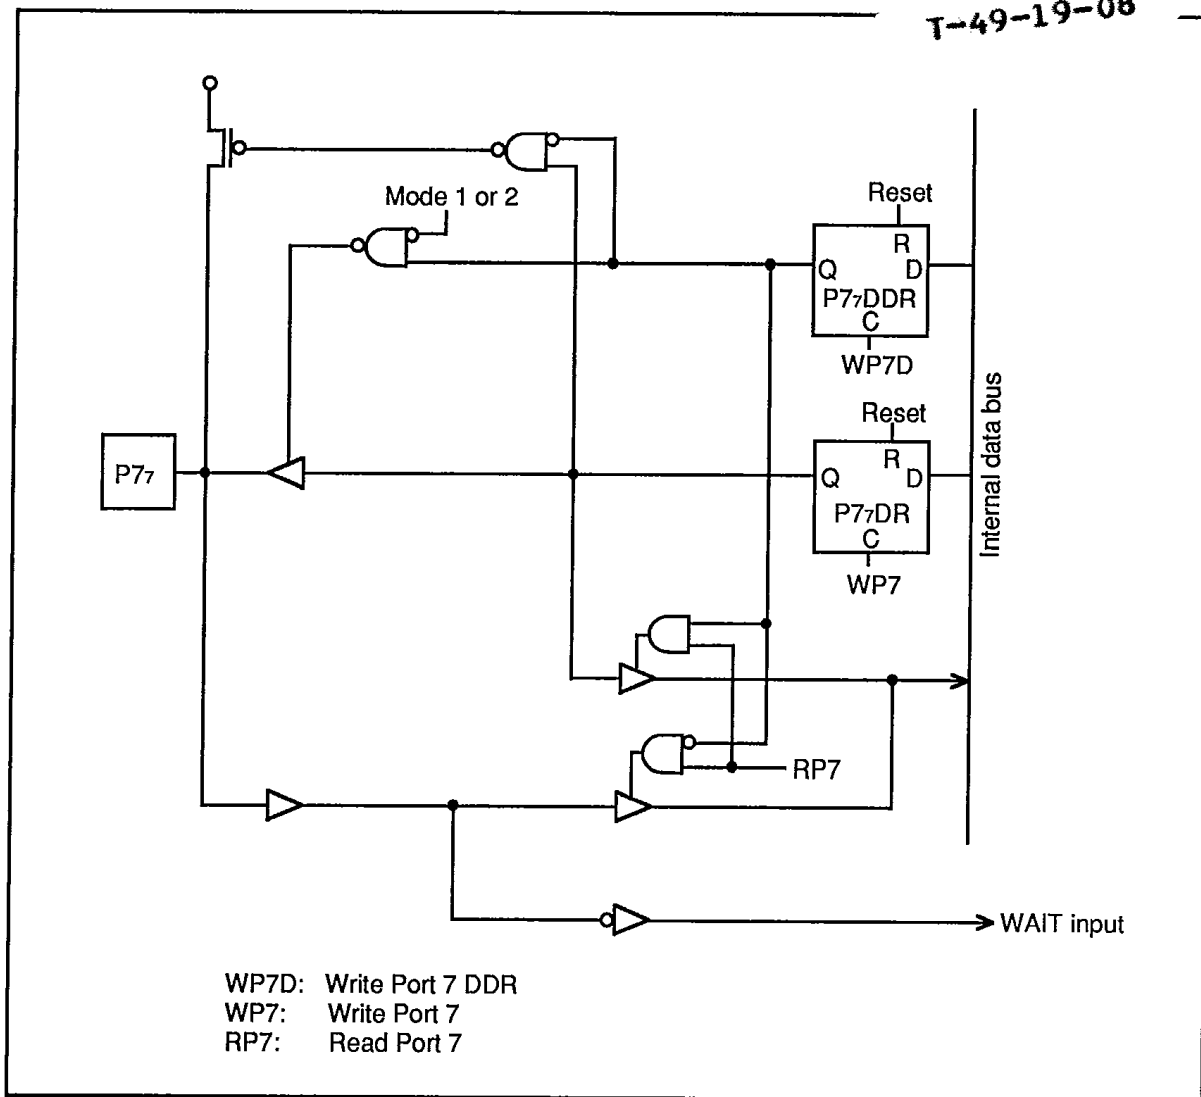 T-49-19-08
Mode 1 or 2
Reset
R
Q
D
P7₇DDR
C
WP7D
Reset
R
P7₇
Q
D
P7₇DR
C
WP7
Internal data bus
RP7
WAIT input
WP7D: Write Port 7 DDR
WP7: Write Port 7
RP7: Read Port 7